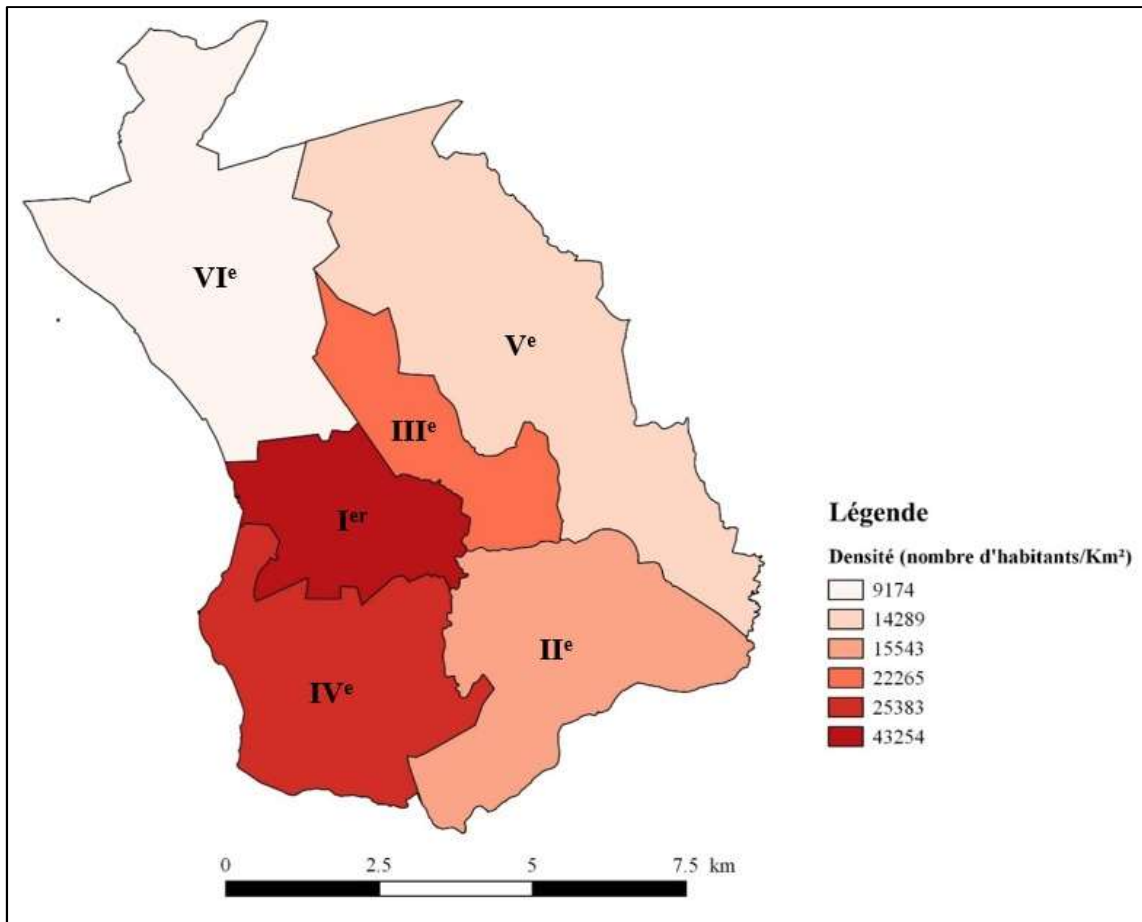 VIᵉ
Vᵉ
IIIᵉ
Iᵉʳ
IIᵉ
IVᵉ
Légende
Densité (nombre d'habitants/Km²)
9174
14289
15543
22265
25383
43254
0 2.5 5 7.5 km